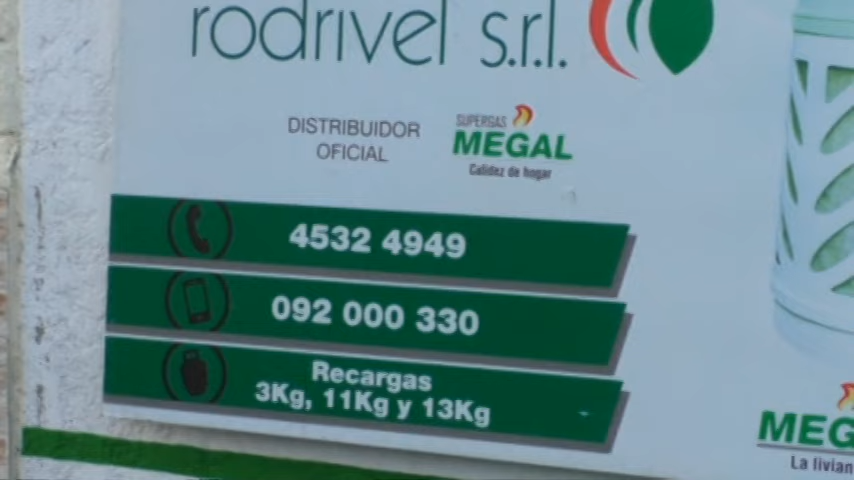 rodrivel s.r.l.
DISTRIBUIDOR
OFICIAL
SUPERGAS
MEGAL
Calidez de hogar
4532 4949
092 000 330
Recargas
3Kg, 11Kg y 13Kg
MEG
La livian